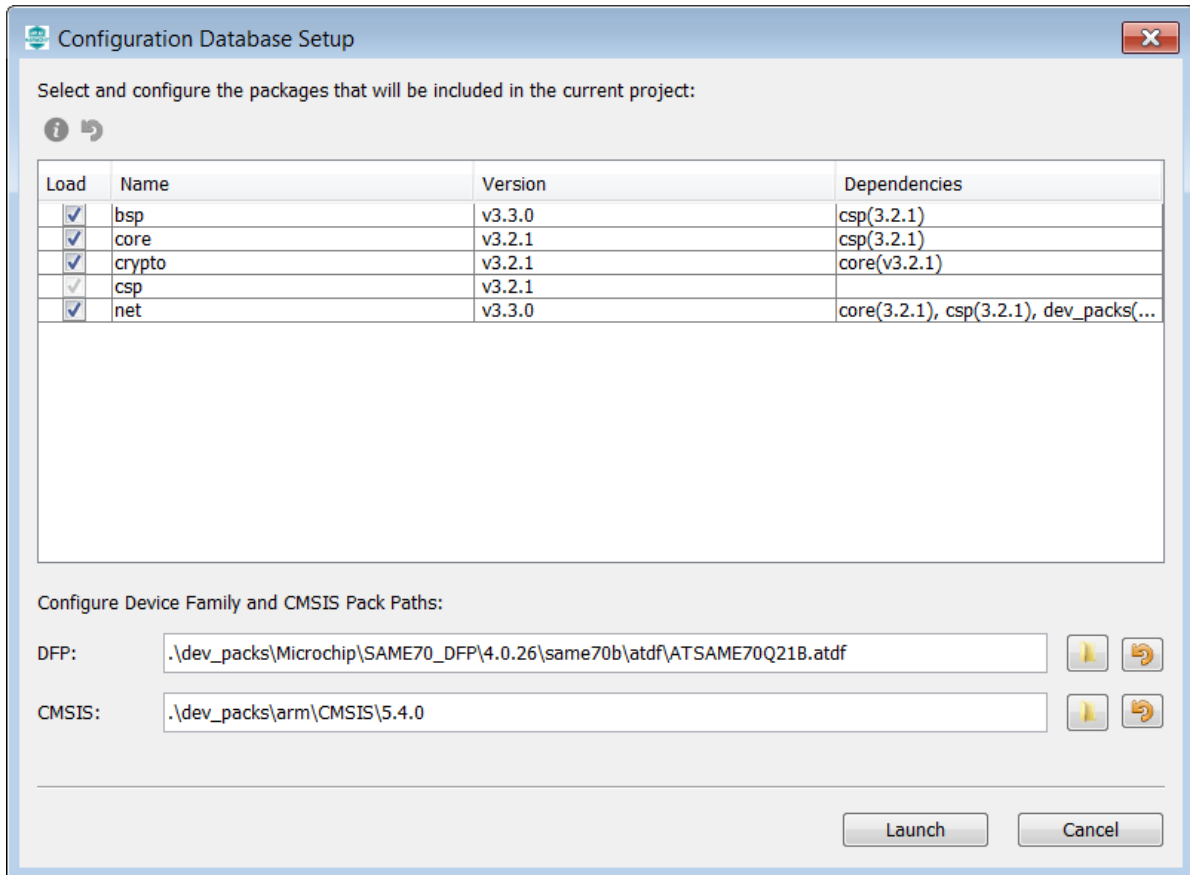 Configuration Database Setup
Select and configure the packages that will be included in the current project:
Load Name Version Dependencies
bsp v3.3.0 csp(3.2.1)
core v3.2.1 csp(3.2.1)
crypto v3.2.1 core(v3.2.1)
csp v3.2.1
net v3.3.0 core(3.2.1), csp(3.2.1), dev_packs(...
Configure Device Family and CMSIS Pack Paths:
DFP: .\dev_packs\Microchip\SAME70_DFP\4.0.26\same70b\atdf\ATSAME70Q21B.atdf
CMSIS: .\dev_packs\arm\CMSIS\5.4.0
Launch Cancel